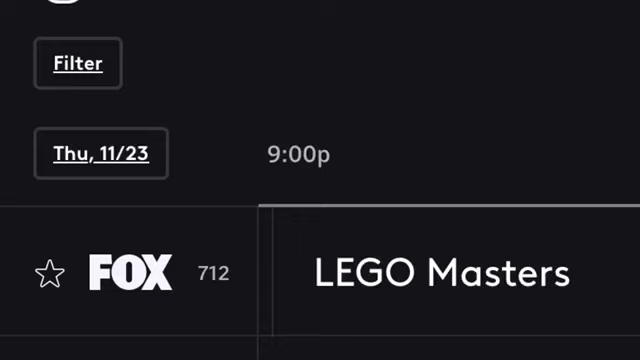 Filter
Thu, 11/23
9:00p
FOX
712
LEGO Masters